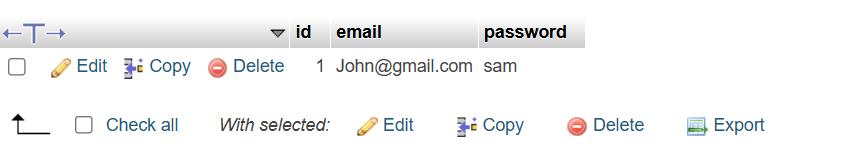 id email password
Edit Copy Delete 1 John@gmail.com sam
Check all With selected: Edit Copy Delete Export